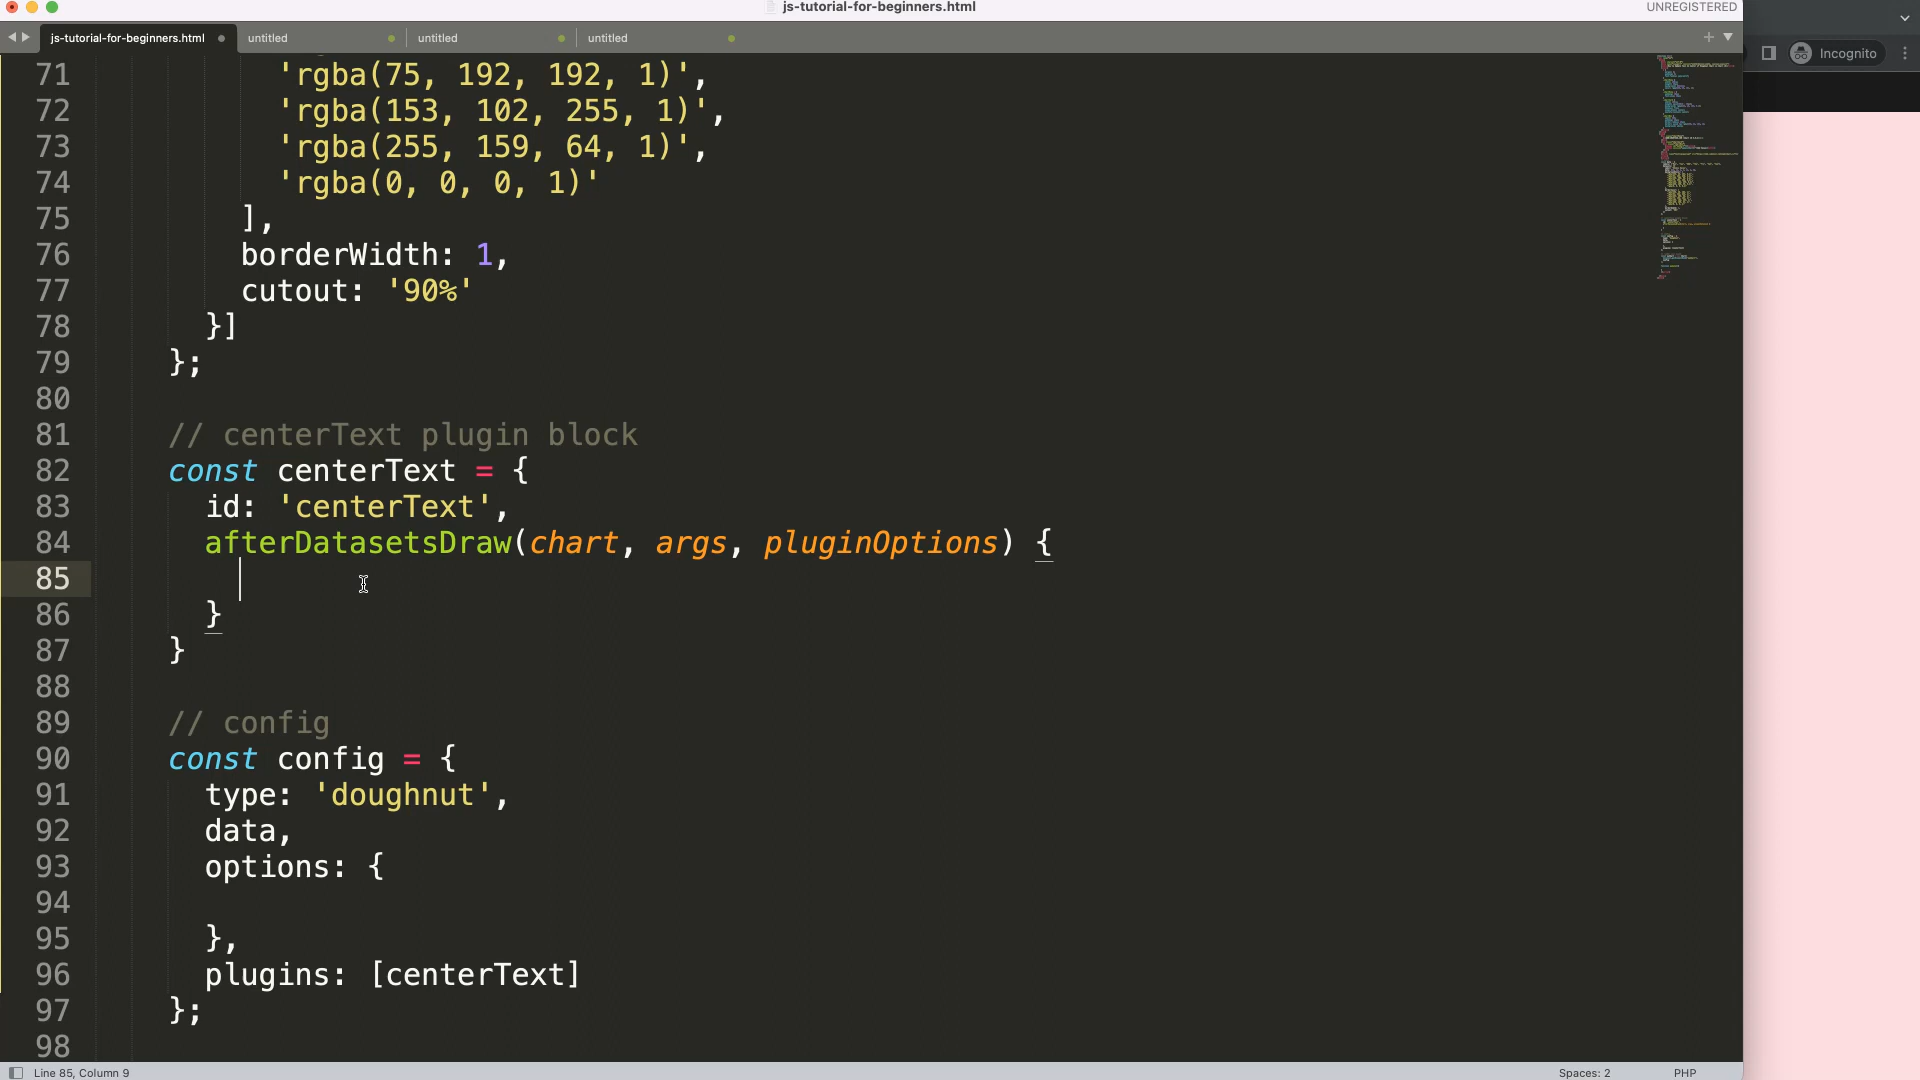 js-tutorial-for-beginners.html
UNREGISTERED
js-tutorial-for-beginners.html
untitled
untitled
untitled
Incognito
71 'rgba(75, 192, 192, 1)',
72 'rgba(153, 102, 255, 1)',
73 'rgba(255, 159, 64, 1)',
74 'rgba(0, 0, 0, 1)'
75 ],
76 borderWidth: 1,
77 cutout: '90%'
78 }]
79 };
80
81 // centerText plugin block
82 const centerText = {
83 id: 'centerText',
84 afterDatasetsDraw(chart, args, pluginOptions) {
85
86 }
87 }
88
89 // config
90 const config = {
91 type: 'doughnut',
92 data,
93 options: {
94
95 },
96 plugins: [centerText]
97 };
98
Line 85, Column 9
Spaces: 2
PHP